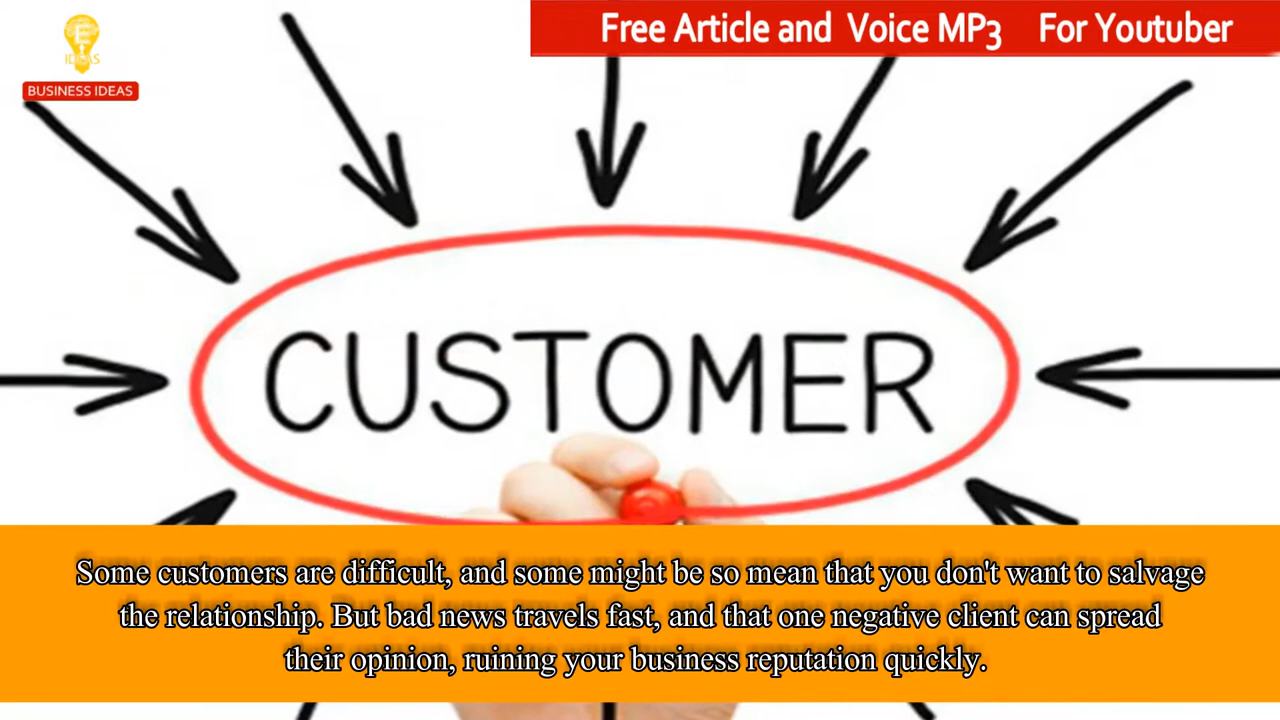 Free Article and Voice MP3 For Youtuber
E
IDEAS
BUSINESS IDEAS
CUSTOMER
Some customers are difficult, and some might be so mean that you don't want to salvage
the relationship. But bad news travels fast, and that one negative client can spread
their opinion, ruining your business reputation quickly.